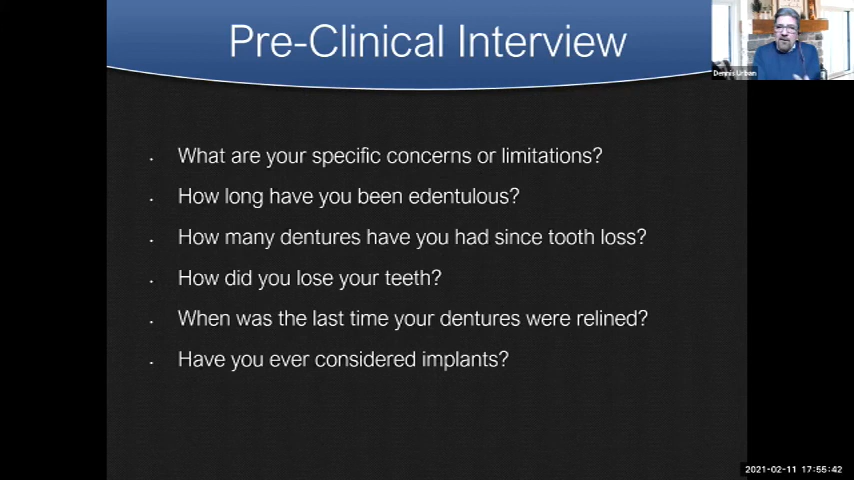 Pre-Clinical Interview
Dennis Urban
· What are your specific concerns or limitations?
· How long have you been edentulous?
· How many dentures have you had since tooth loss?
· How did you lose your teeth?
· When was the last time your dentures were relined?
· Have you ever considered implants?
2021-02-11 17:55:42